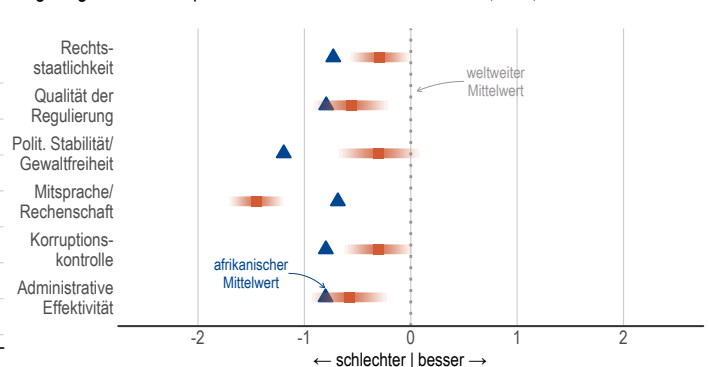 Rechts-
staatlichkeit
weltweiter
Mittelwert
Qualität der
Regulierung
Polit. Stabilität/
Gewaltfreiheit
Mitsprache/
Rechenschaft
Korruptions-
kontrolle
afrikanischer
Mittelwert
Administrative
Effektivität
-2 -1 0 1 2
← schlechter | besser →